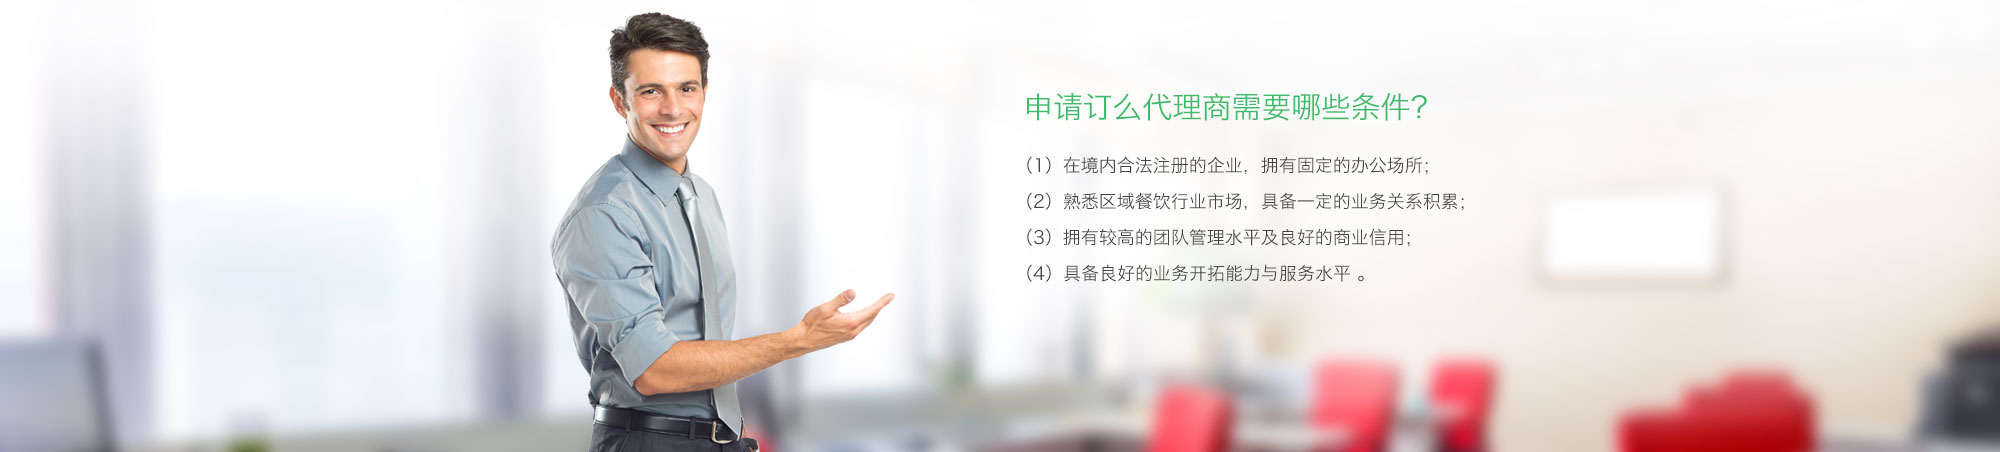 申请订么代理商需要哪些条件?
（1）在境内合法注册的企业，拥有固定的办公场所；
（2）熟悉区域餐饮行业市场，具备一定的业务关系积累；
（3）拥有较高的团队管理水平及良好的商业信用；
（4）具备良好的业务开拓能力与服务水平 。